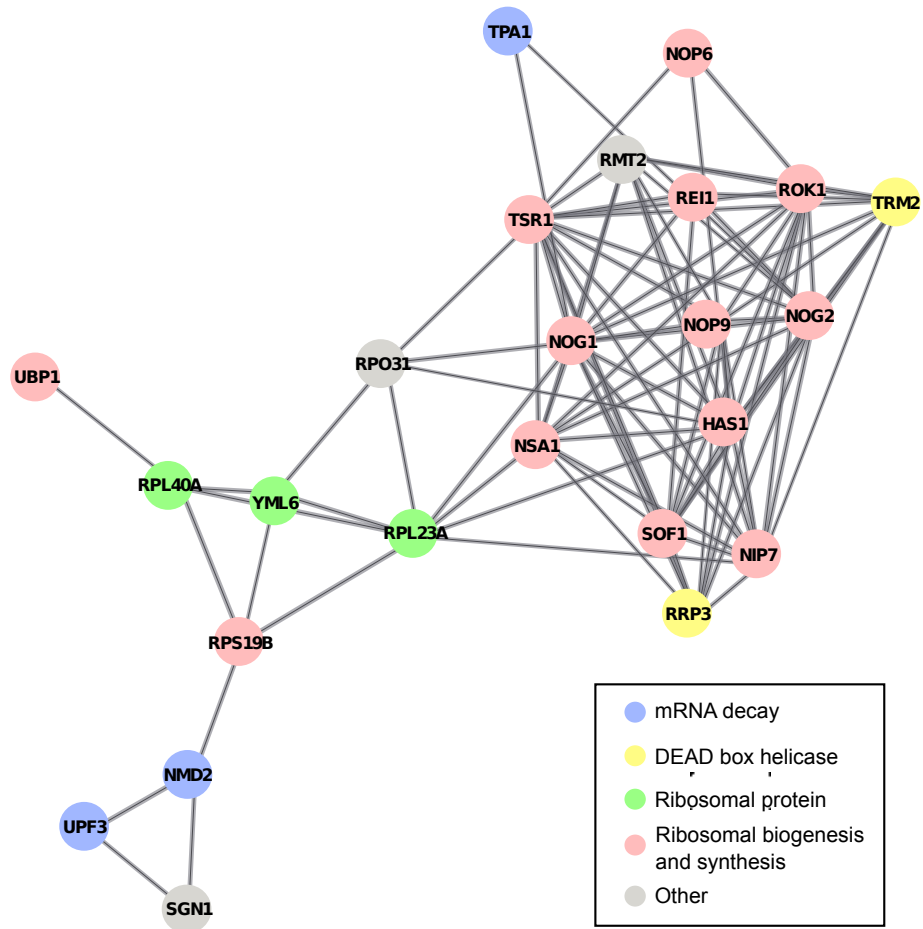 TPA1
NOP6
RMT2
REI1
ROK1
TRM2
TSR1
NOG1
NOP9
NOG2
RPO31
UBP1
HAS1
NSA1
RPL40A
YML6
RPL23A
SOF1
NIP7
RRP3
RPS19B
NMD2
UPF3
SGN1
mRNA decay
DEAD box helicase
Ribosomal protein
Ribosomal biogenesis
and synthesis
Other